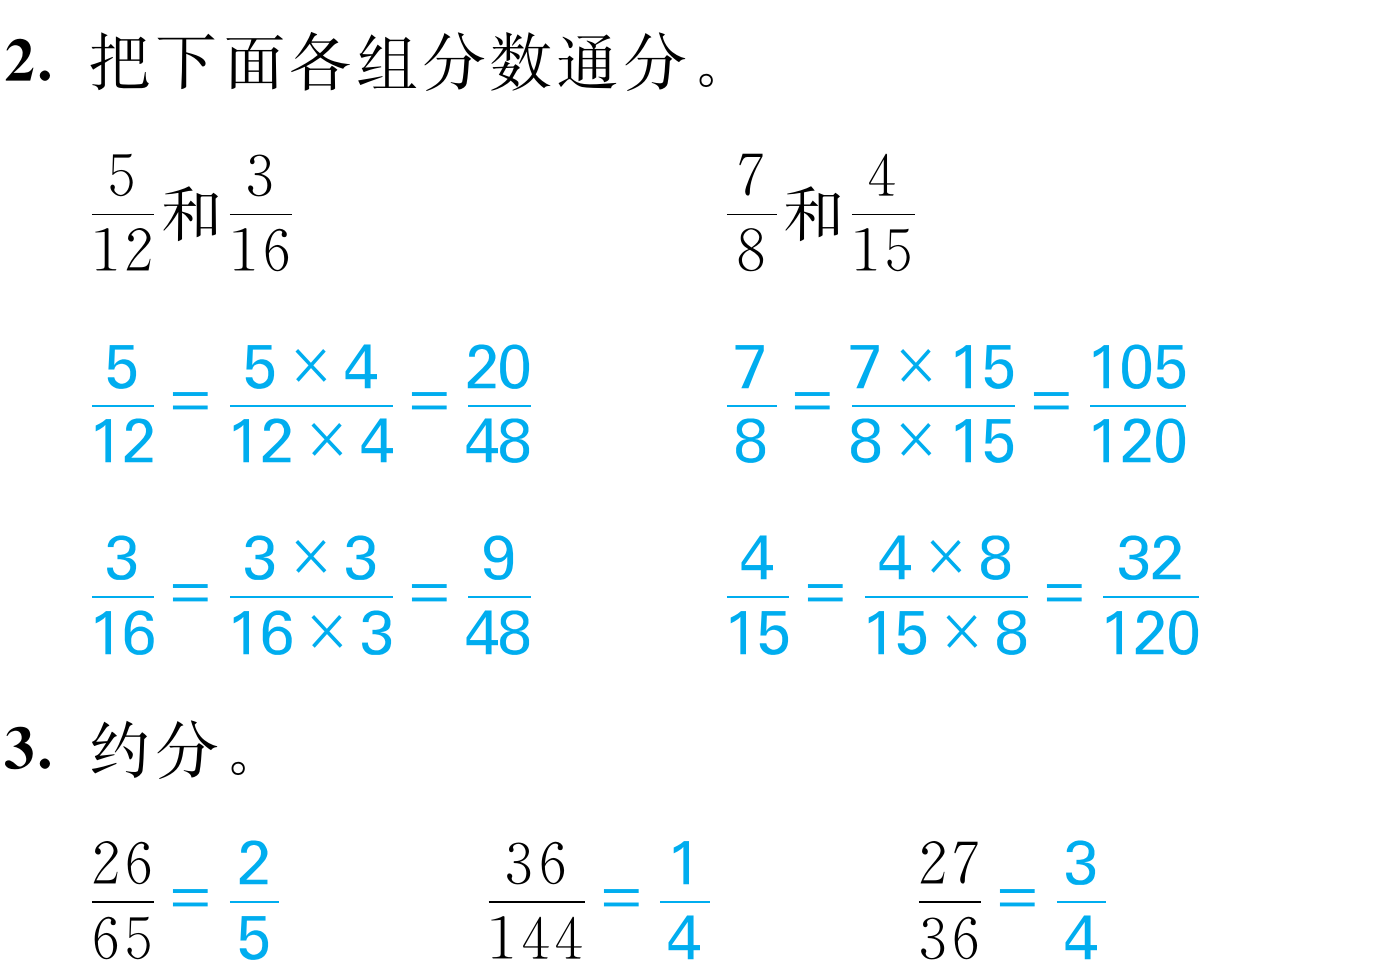 2. 把下面各组分数通分。
5/12 和 3/16 7/8 和 4/15
5/12 = 5×4/12×4 = 20/48 7/8 = 7×15/8×15 = 105/120
3/16 = 3×3/16×3 = 9/48 4/15 = 4×8/15×8 = 32/120
3. 约分。
26/65 = 2/5 36/144 = 1/4 27/36 = 3/4